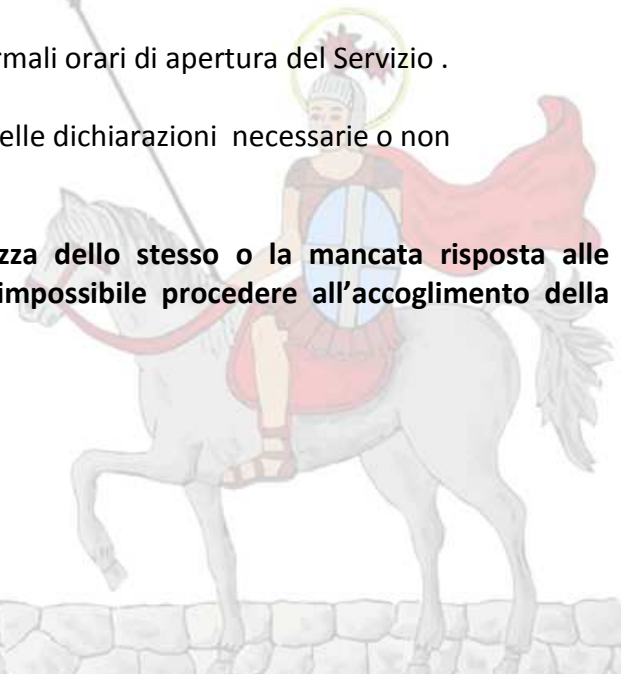 rmali orari di apertura del Servizio .
elle dichiarazioni necessarie o non
zza dello stesso o la mancata risposta alle
impossibile procedere all’accoglimento della